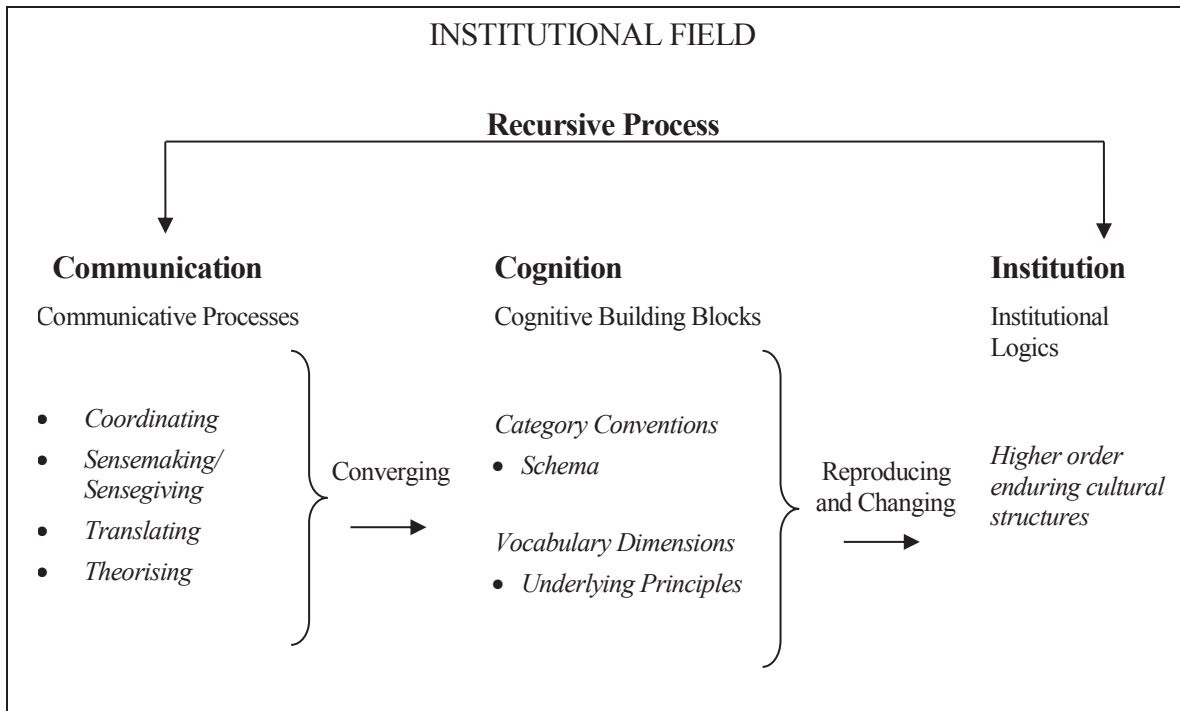 INSTITUTIONAL FIELD
Recursive Process
Communication
Communicative Processes
• Coordinating
• Sensemaking/
Sensegiving
• Translating
• Theorising
Converging
Cognition
Cognitive Building Blocks
Category Conventions
• Schema
Vocabulary Dimensions
• Underlying Principles
Reproducing
and Changing
Institution
Institutional
Logics
Higher order
enduring cultural
structures